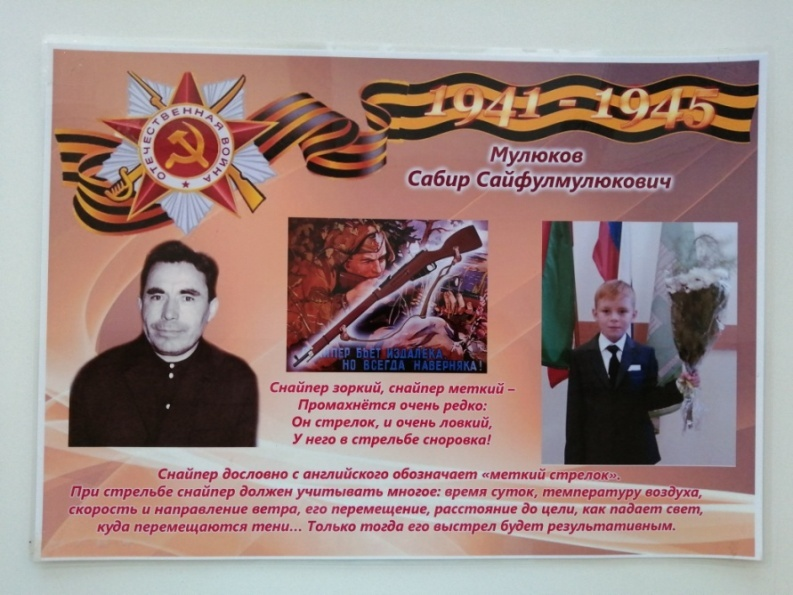 ОТЕЧЕСТВЕННАЯ ВОЙНА
1941 - 1945
Мулюков
Сабир Сайфулмулюкович
БЬЕТ ИЗДАЛЕКА,
НО ВСЕГДА НАВЕРНЯКА!
Снайпер зоркий, снайпер меткий –
Промахнётся очень редко:
Он стрелок, и очень ловкий,
У него в стрельбе сноровка!
Снайпер дословно с английского обозначает «меткий стрелок».
При стрельбе снайпер должен учитывать многое: время суток, температуру воздуха,
скорость и направление ветра, его перемещение, расстояние до цели, как падает свет,
куда перемещаются тени... Только тогда его выстрел будет результативным.